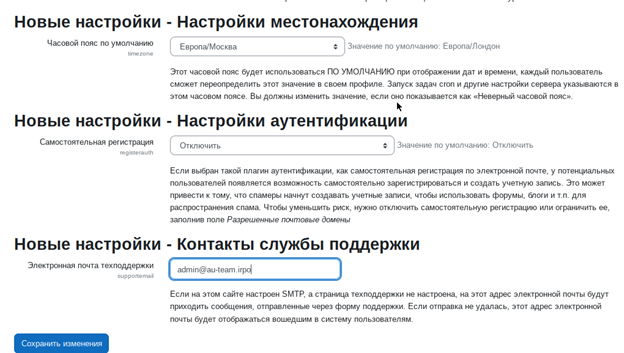 Новые настройки - Настройки местонахождения
Часовой пояс по умолчанию
timezone
Европа/Москва
Значение по умолчанию: Европа/Лондон
Этот часовой пояс будет использоваться ПО УМОЛЧАНИЮ при отображении дат и времени, каждый пользователь
сможет переопределить этот значение в своем профиле. Запуск задач cron и другие настройки сервера указываются в
этом часовом поясе. Вы должны изменить значение, если оно показывается как «Неверный часовой пояс».
Новые настройки - Настройки аутентификации
Самостоятельная регистрация
registerauth
Отключить
Значение по умолчанию: Отключить
Если выбран такой плагин аутентификации, как самостоятельная регистрация по электронной почте, у потенциальных
пользователей появляется возможность самостоятельно зарегистрироваться и создать учетную запись. Это может
привести к тому, что спамеры начнут создавать учетные записи, чтобы использовать форумы, блоги и т.п. для
распространения спама. Чтобы уменьшить риск, нужно отключить самостоятельную регистрацию или ограничить ее,
заполнив поле Разрешенные почтовые домены
Новые настройки - Контакты службы поддержки
Электронная почта техподдержки
supportemail
admin@au-team.irpo
Если на этом сайте настроен SMTP, а страница техподдержки не настроена, на этот адрес электронной почты будут
приходить сообщения, отправленные через форму поддержки. Если отправка не удалась, этот адрес электронной
почты будет отображаться вошедшим в систему пользователям.
Сохранить изменения